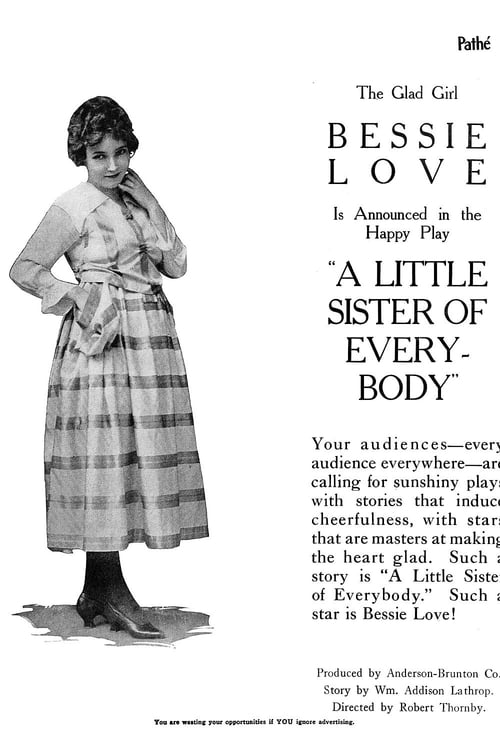 Pathé
The Glad Girl
BESSIE
LOVE
Is Announced in the
Happy Play
“A LITTLE
SISTER OF
EVERY-
BODY”
Your audiences—every
audience everywhere—are
calling for sunshiny plays
with stories that induce
cheerfulness, with stars
that are masters at making
the heart glad. Such a
story is “A Little Sister
of Everybody.” Such a
star is Bessie Love!
Produced by Anderson-Brunton Co.
Story by Wm. Addison Lathrop.
Directed by Robert Thornby.
You are wasting your opportunities if YOU ignore advertising.